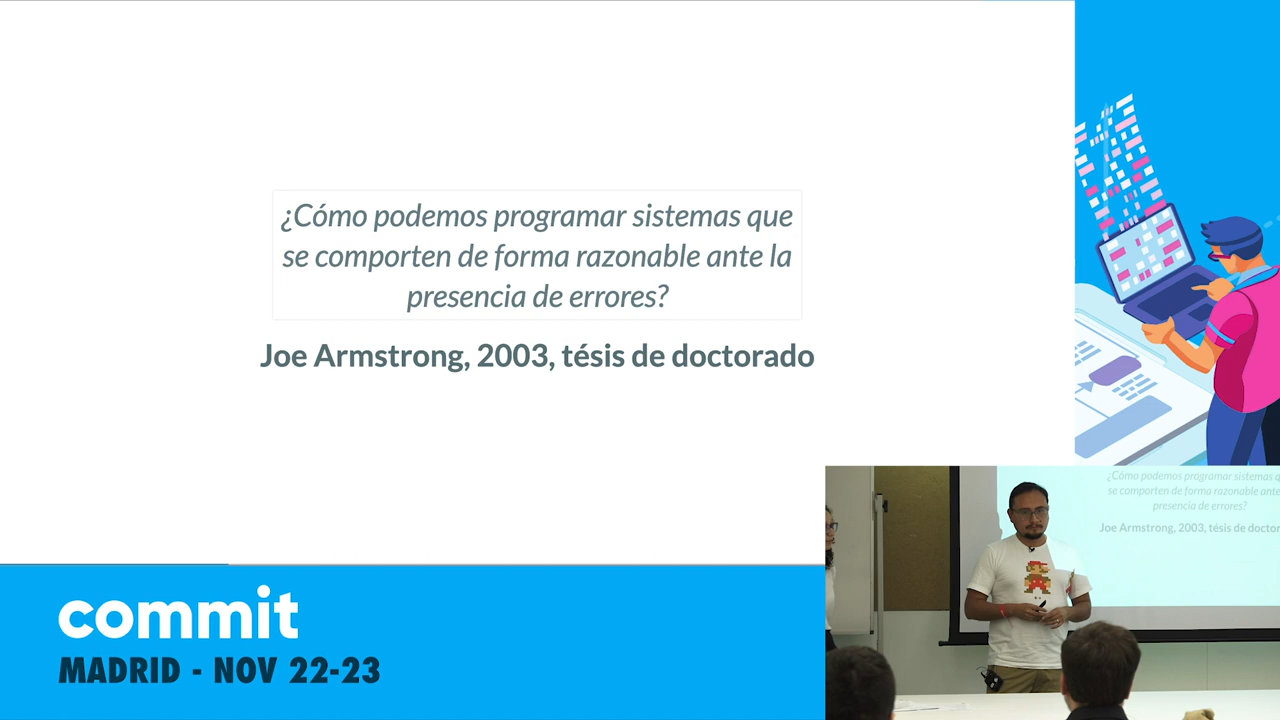 ¿Cómo podemos programar sistemas que
se comporten de forma razonable ante la
presencia de errores?
Joe Armstrong, 2003, tésis de doctorado
commit
MADRID - NOV 22-23
¿Cómo podemos programar sistemas
se comporten de forma razonable ante
presencia de errores?
Joe Armstrong, 2003, tésis de